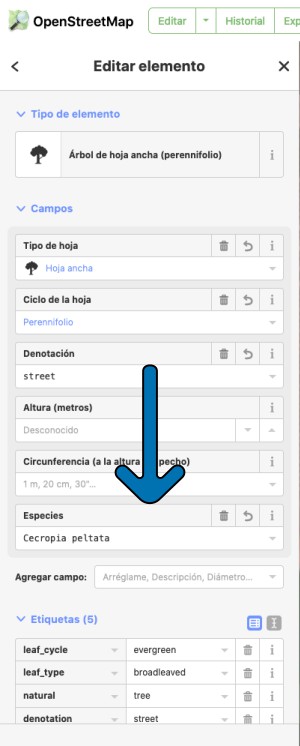 OpenStreetMap Editar Historial Exp
Editar elemento
Tipo de elemento
Árbol de hoja ancha (perennifolio)
Campos
Tipo de hoja
Hoja ancha
Ciclo de la hoja
Perennifolio
Denotación
street
Altura (metros)
Desconocido
Circunferencia (a la altura pecho)
1 m, 20 cm, 30"...
Especies
Cecropia peltata
Agregar campo: Arréglame, Descripción, Diámetro...
Etiquetas (5)
leaf_cycle evergreen
leaf_type broadleaved
natural tree
denotation street